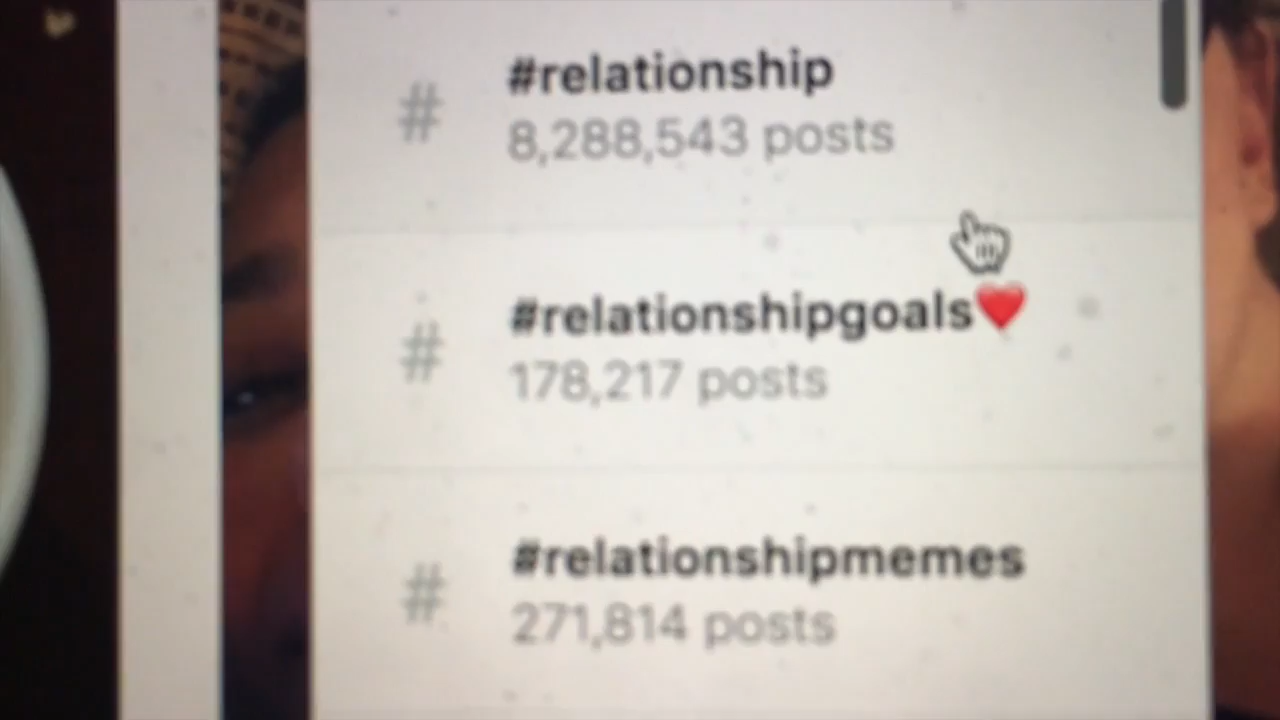 #relationship
# 8,288,543 posts
#relationshipgoals❤️
# 178,217 posts
#relationshipmemes
# 271,814 posts